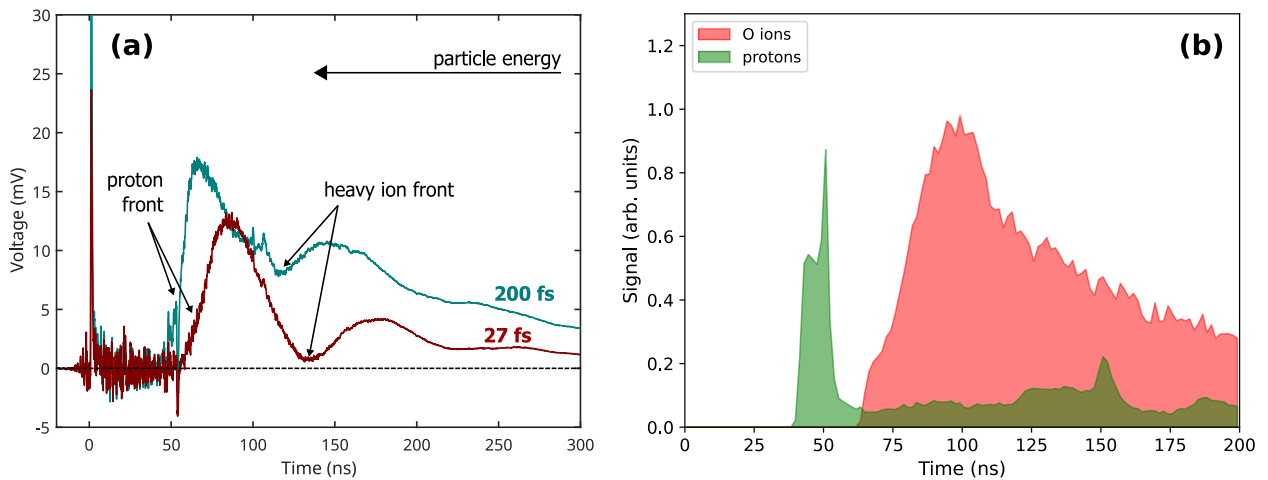 (a)
particle energy
proton
front
heavy ion front
200 fs
27 fs
30
25
20
15
10
5
0
-5
Voltage (mV)
0
50
100
150
200
250
300
Time (ns)
(b)
O ions
protons
1.2
1.0
0.8
0.6
0.4
0.2
0.0
Signal (arb. units)
0
25
50
75
100
125
150
175
200
Time (ns)